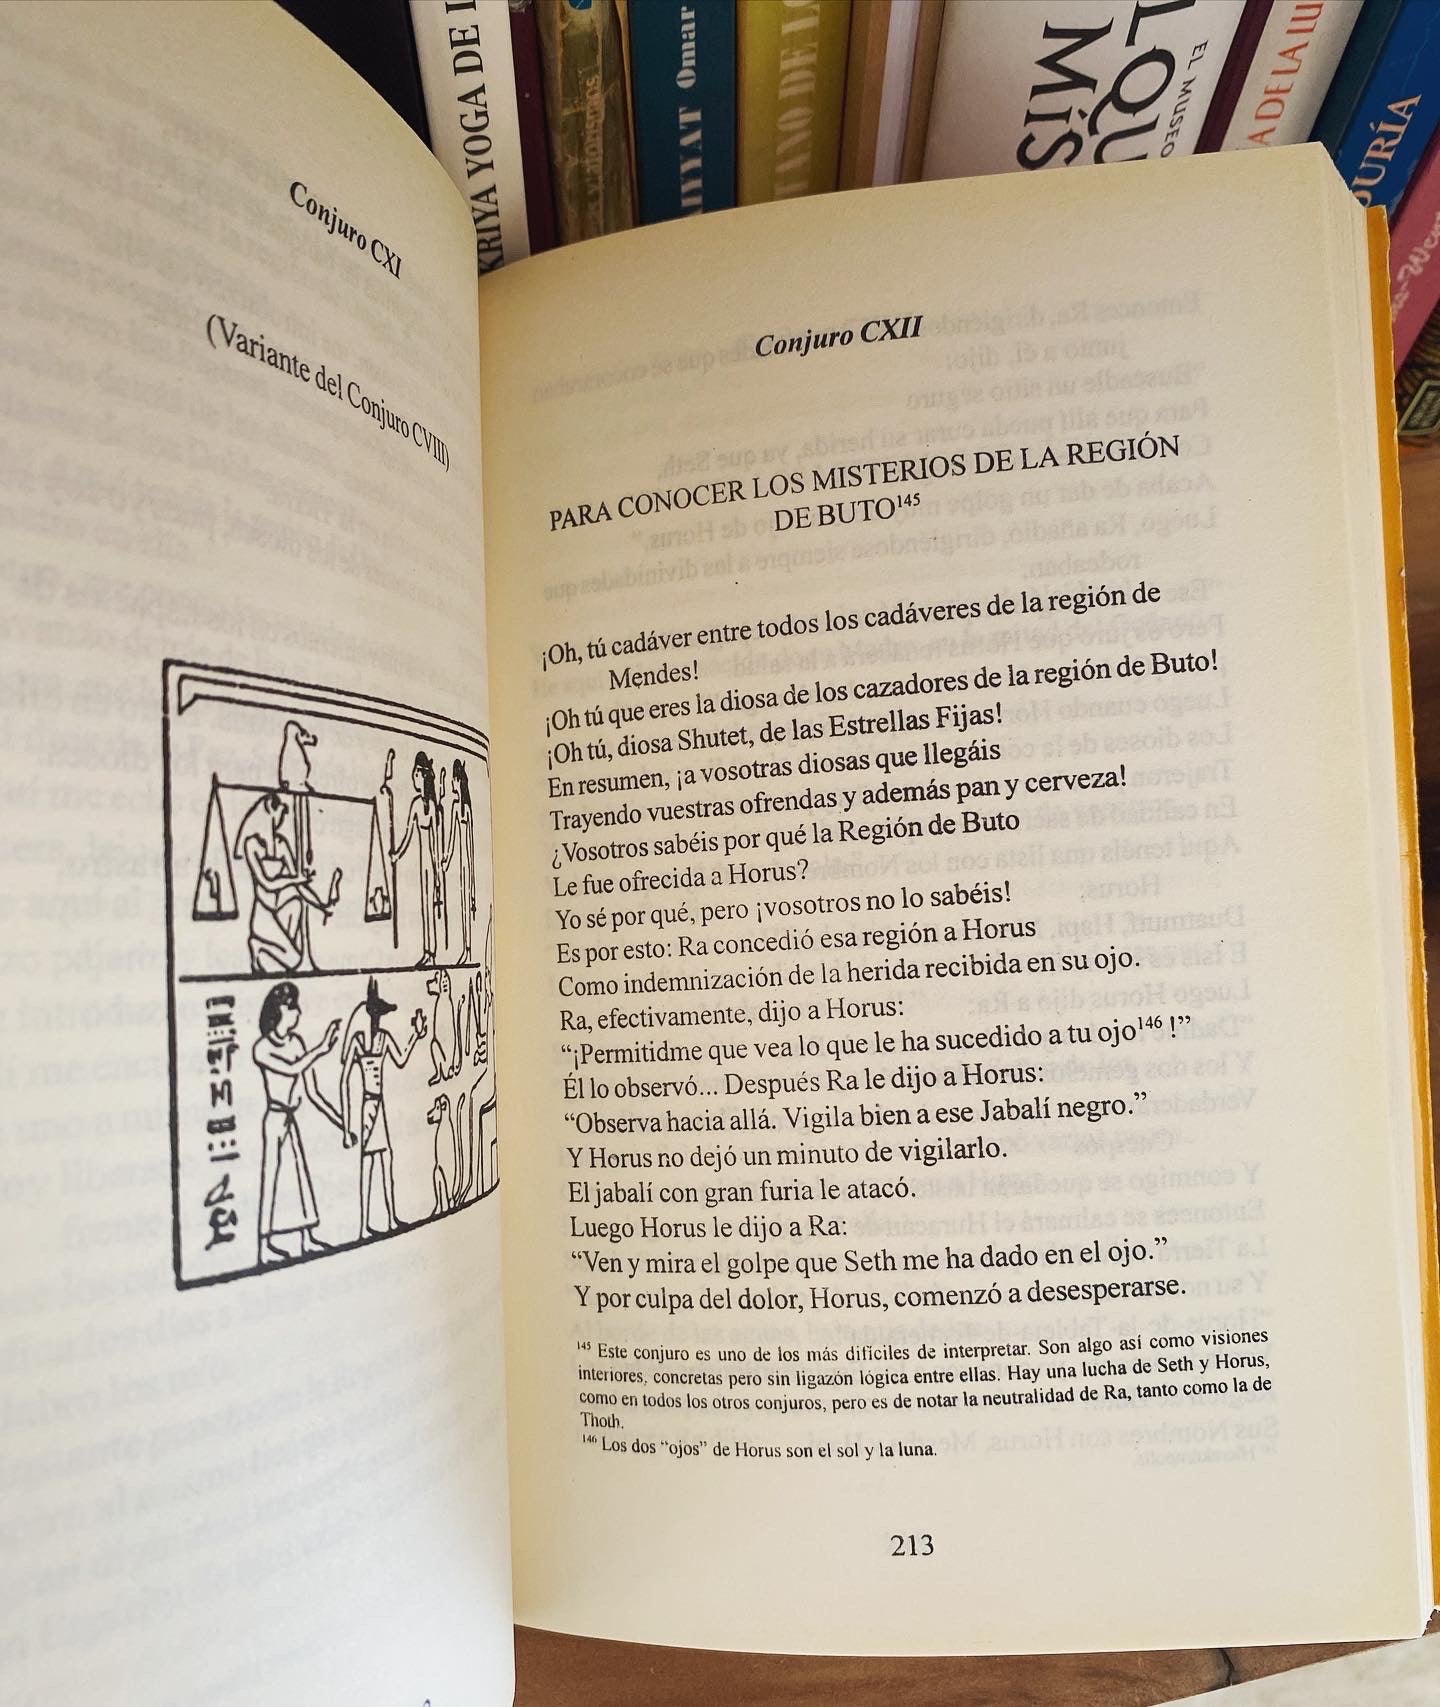 KRIYA YOGA DE
Omar
AIYYAT
ANO DE L
EL MUSEO
LQU
MÍS
A DE LA LU
DURÍA
Conjuro CXI
(Variante del Conjuro CVIII)
Conjuro CXII
PARA CONOCER LOS MISTERIOS DE LA REGIÓN
DE BUTO¹⁴⁵
¡Oh, tú cadáver entre todos los cadáveres de la región de
Mendes!
¡Oh tú que eres la diosa de los cazadores de la región de Buto!
¡Oh tú, diosa Shutet, de las Estrellas Fijas!
En resumen, ¡a vosotras diosas que llegáis
Trayendo vuestras ofrendas y además pan y cerveza!
¿Vosotros sabéis por qué la Región de Buto
Le fue ofrecida a Horus?
Yo sé por qué, pero ¡vosotros no lo sabéis!
Es por esto: Ra concedió esa región a Horus
Como indemnización de la herida recibida en su ojo.
Ra, efectivamente, dijo a Horus:
“¡Permitidme que vea lo que le ha sucedido a tu ojo¹⁴⁶ !”
Él lo observó... Después Ra le dijo a Horus:
“Observa hacia allá. Vigila bien a ese Jabalí negro.”
Y Horus no dejó un minuto de vigilarlo.
El jabalí con gran furia le atacó.
Luego Horus le dijo a Ra:
“Ven y mira el golpe que Seth me ha dado en el ojo.”
Y por culpa del dolor, Horus, comenzó a desesperarse.
¹⁴⁵ Este conjuro es uno de los más difíciles de interpretar. Son algo así como visiones
interiores, concretas pero sin ligazón lógica entre ellas. Hay una lucha de Seth y Horus,
como en todos los otros conjuros, pero es de notar la neutralidad de Ra, tanto como la de
Thoth.
¹⁴⁶ Los dos “ojos” de Horus son el sol y la luna.
213